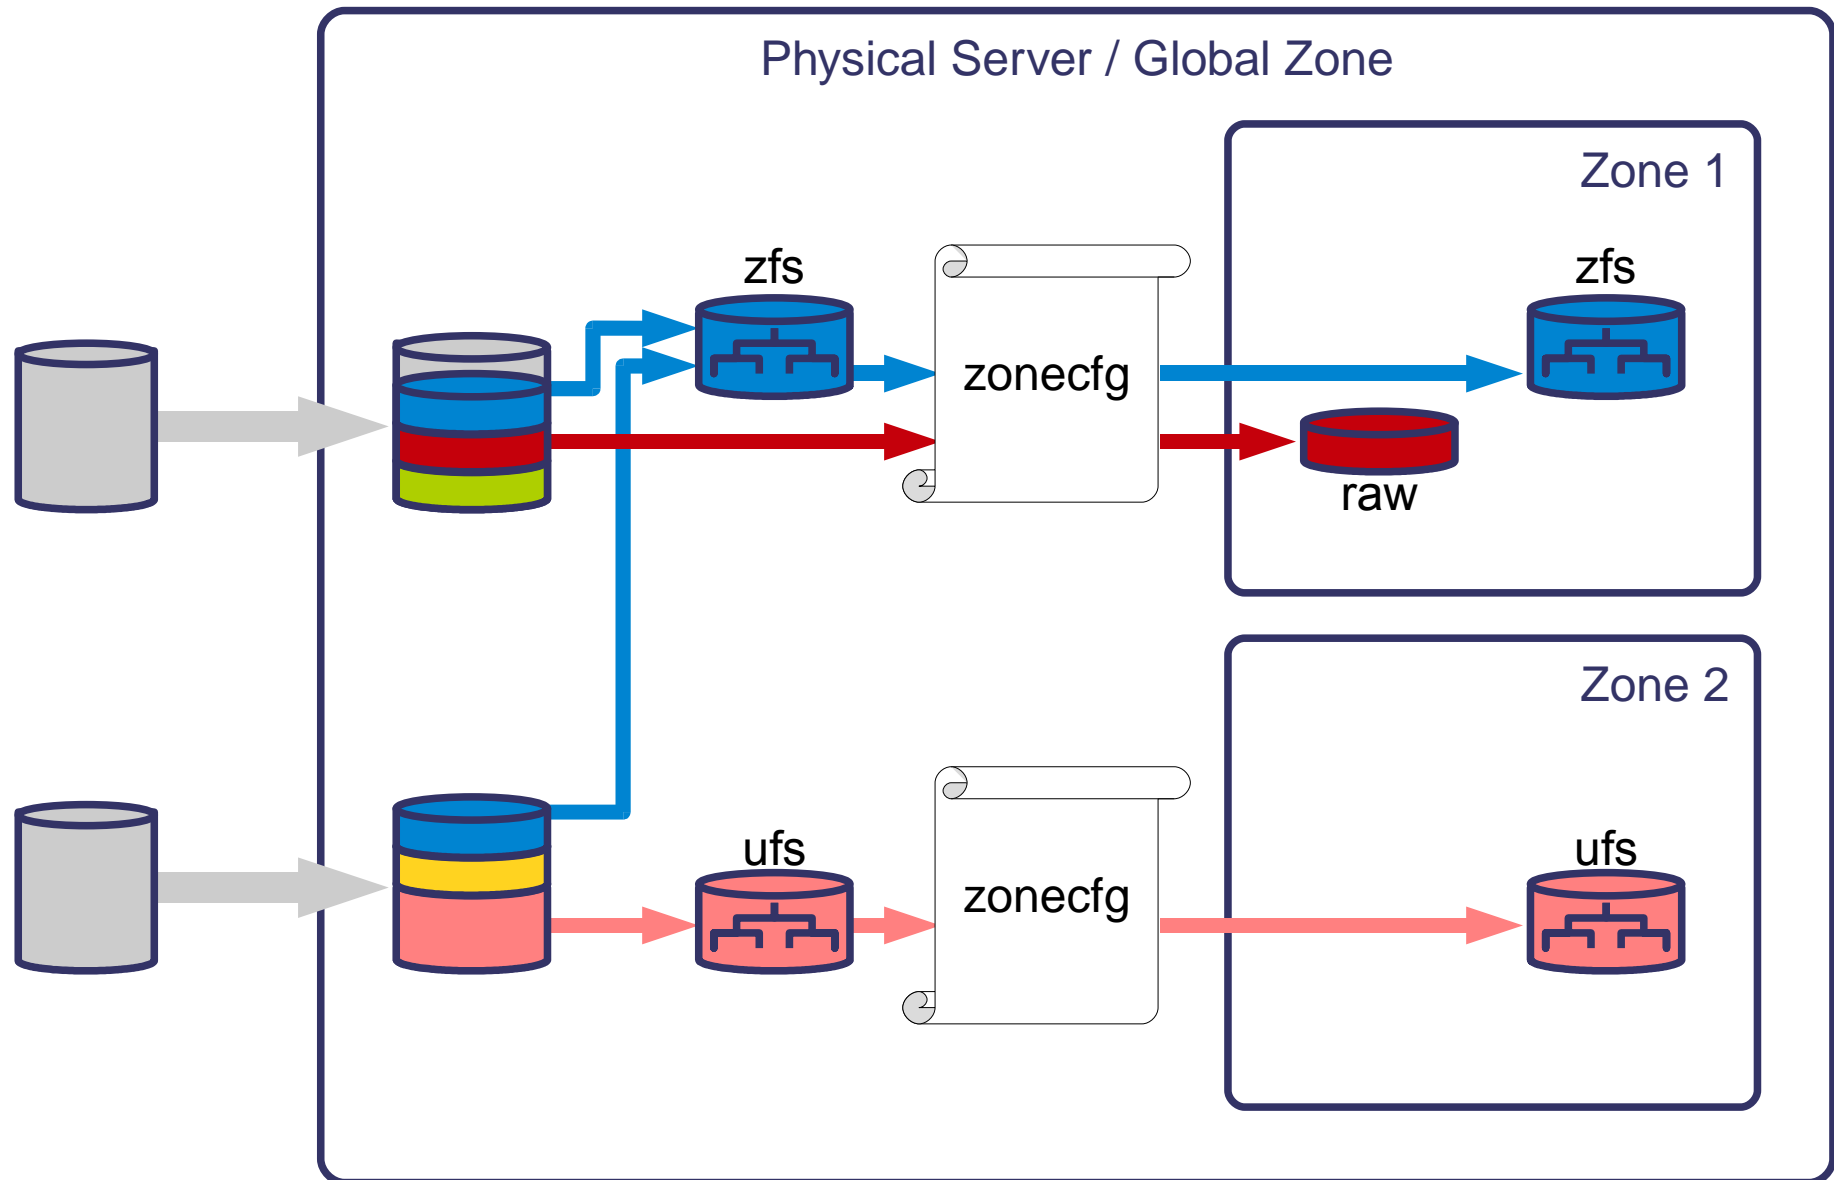 Physical Server / Global Zone
Zone 1
zfs
zfs
zonecfg
raw
Zone 2
ufs
ufs
zonecfg